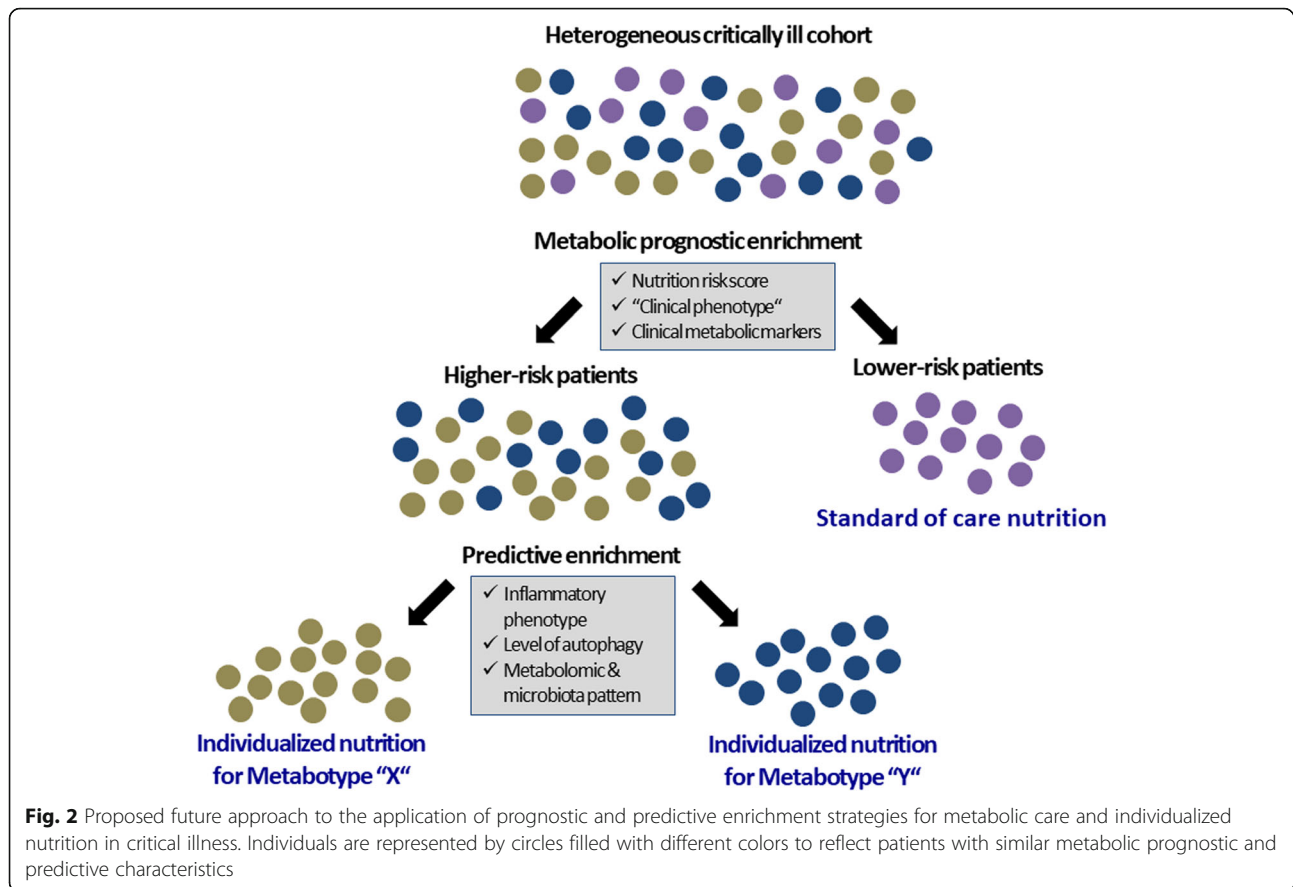 Heterogeneous critically ill cohort
Metabolic prognostic enrichment
✓ Nutrition risk score
✓ "Clinical phenotype"
✓ Clinical metabolic markers
Higher-risk patients
Lower-risk patients
Standard of care nutrition
Predictive enrichment
✓ Inflammatory
phenotype
✓ Level of autophagy
✓ Metabolomic &
microbiota pattern
Individualized nutrition
for Metabotype "X"
Individualized nutrition
for Metabotype "Y"
Fig. 2 Proposed future approach to the application of prognostic and predictive enrichment strategies for metabolic care and individualized
nutrition in critical illness. Individuals are represented by circles filled with different colors to reflect patients with similar metabolic prognostic and
predictive characteristics